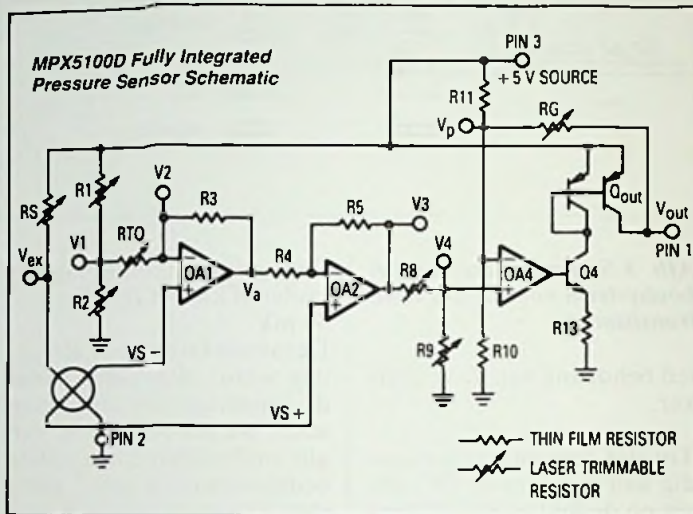 MPX5100D Fully Integrated
Pressure Sensor Schematic
PIN 3
+ 5 V SOURCE
R11
Vp
RG
Qout
Vout
PIN 1
V2
R1
RS
R3
V1
RTO
Vex
R2
OA1
Va
R4
R5
V3
OA2
R8
V4
OA4
Q4
R9
R10
R13
VS –
VS +
PIN 2
THIN FILM RESISTOR
LASER TRIMMABLE
RESISTOR